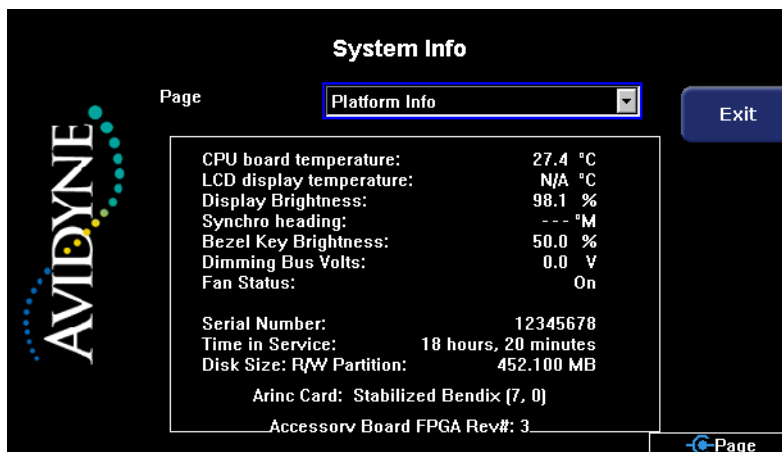 System Info
Page
Platform Info
Exit
AVIDYNE
CPU board temperature: 27.4 °C
LCD display temperature: N/A °C
Display Brightness: 98.1 %
Synchro heading: --- °M
Bezel Key Brightness: 50.0 %
Dimming Bus Volts: 0.0 V
Fan Status: On
Serial Number: 12345678
Time in Service: 18 hours, 20 minutes
Disk Size: R/W Partition: 452.100 MB
Arinc Card: Stabilized Bendix (7, 0)
Accessory Board FPGA Rev#: 3
Page